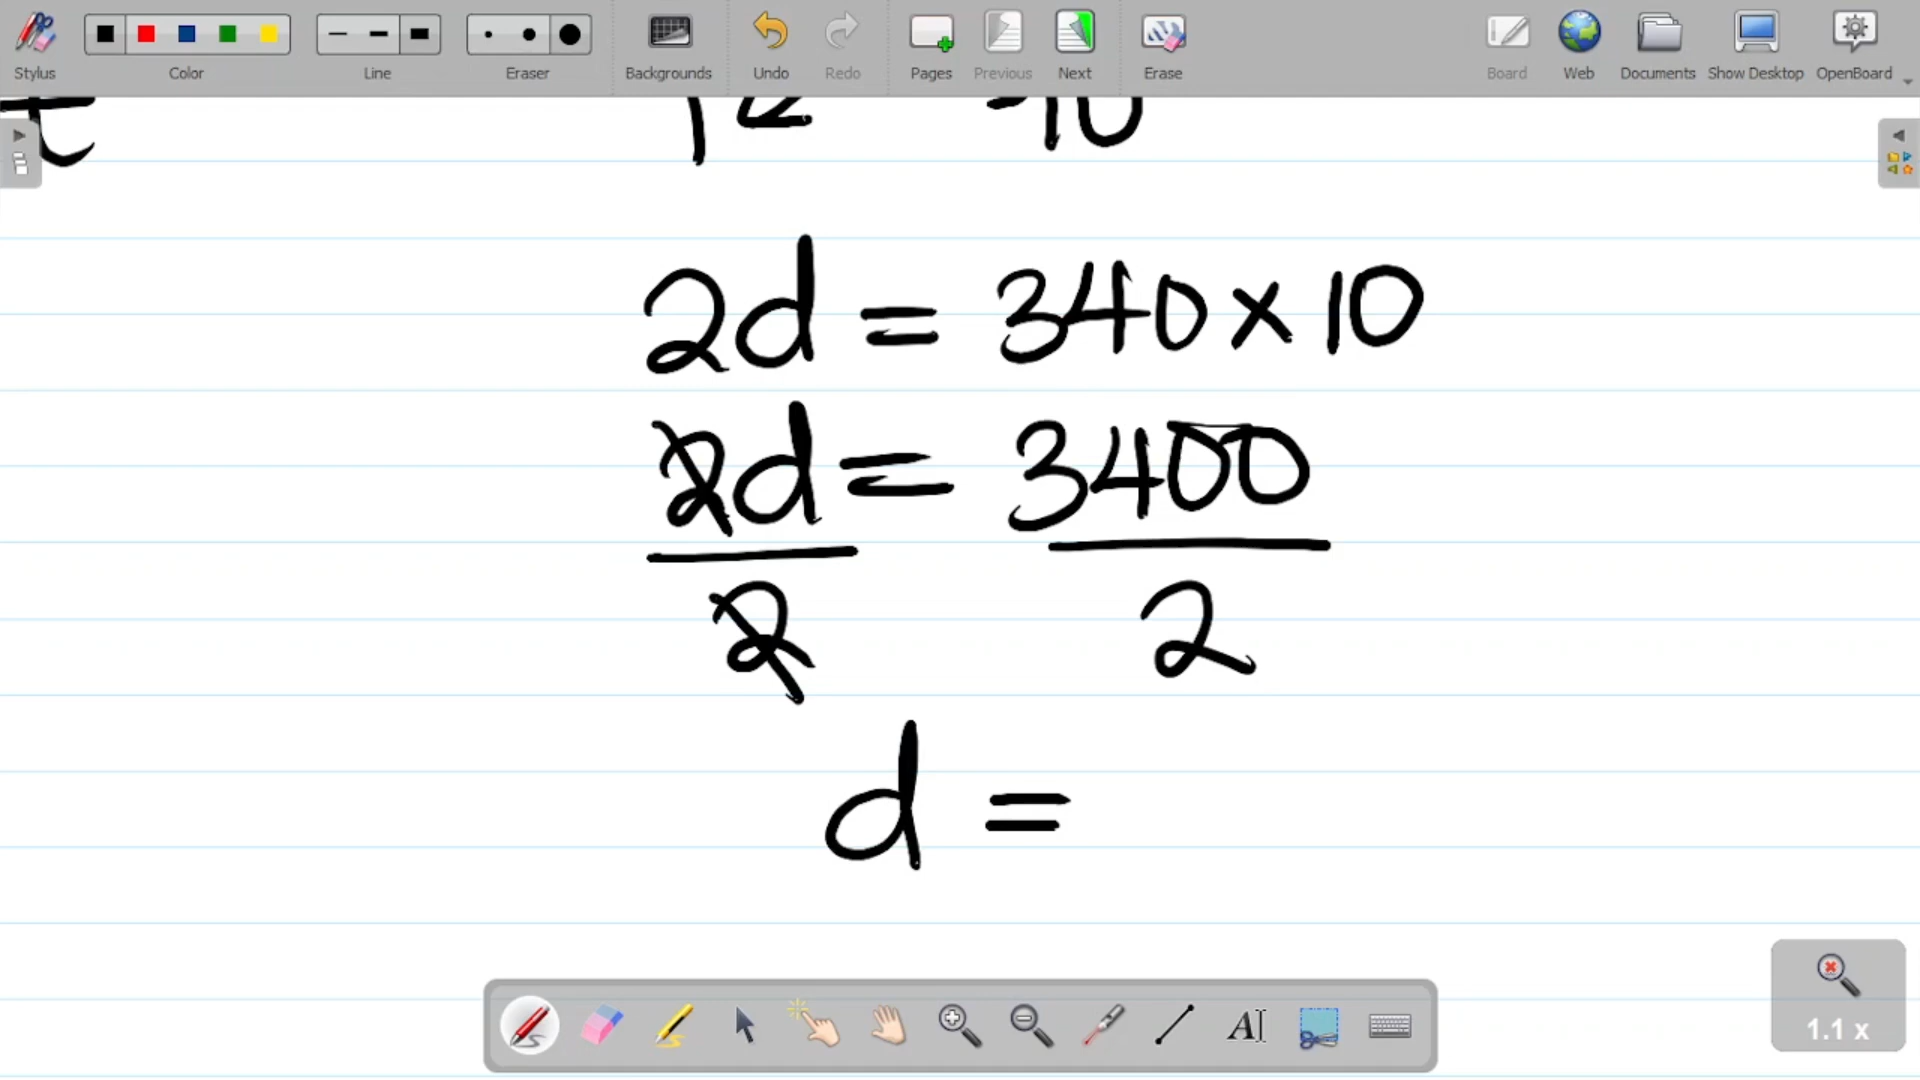 Stylus
Color
Line
Eraser
Backgrounds
Undo
Redo
Pages
Previous
Next
Erase
Board
Web
Documents
Show Desktop
OpenBoard
t
2d = 340 x 10
2d = 3400
2 2
d =
1.1 x